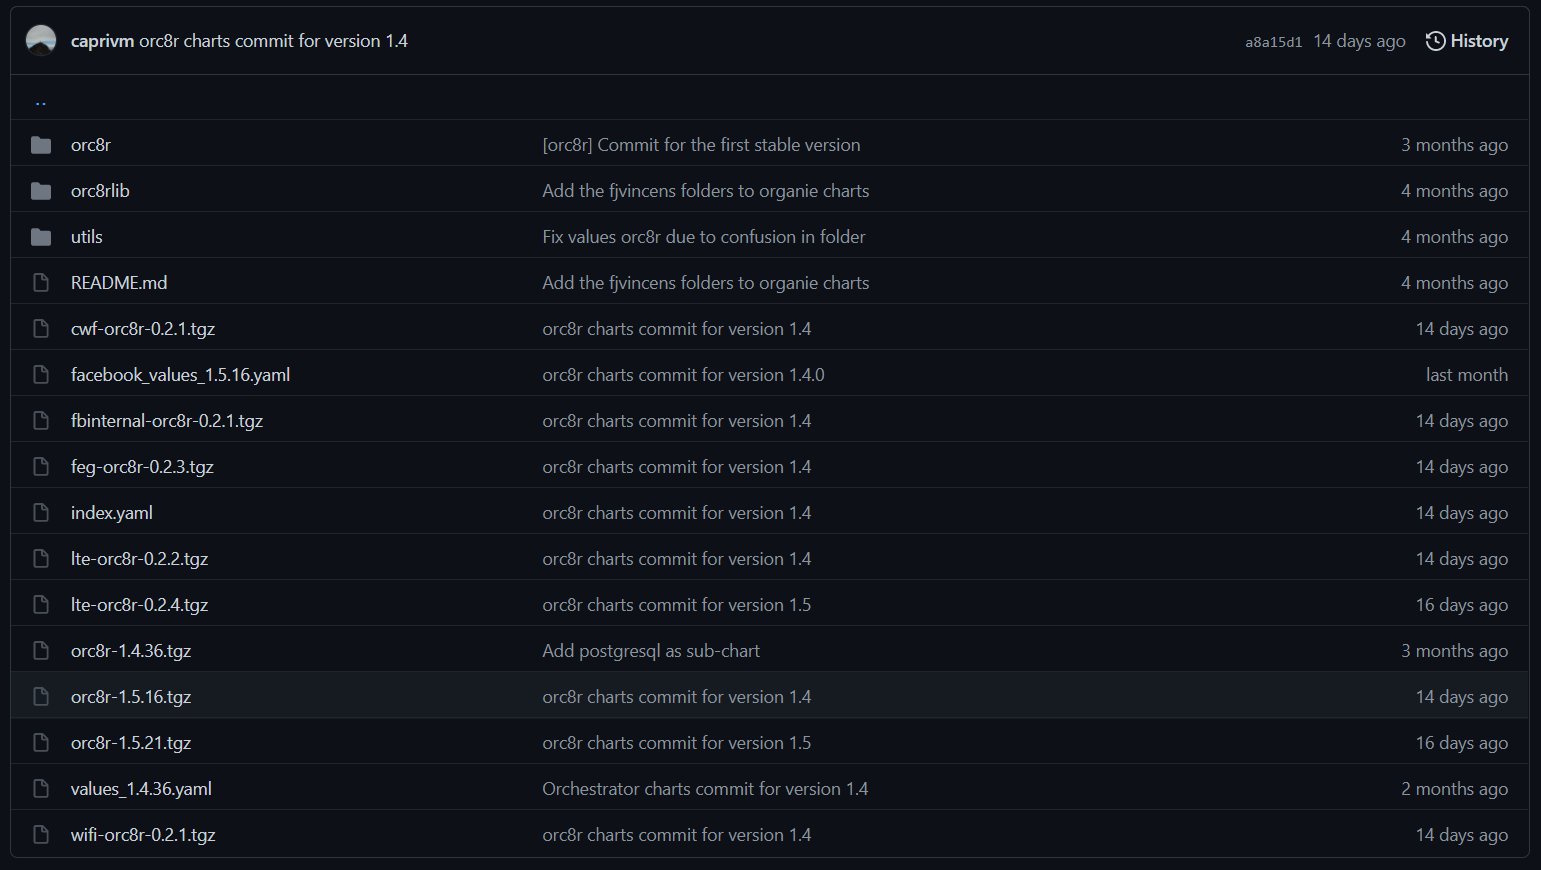 caprivm orc8r charts commit for version 1.4 a8a15d1 14 days ago History
..
orc8r [orc8r] Commit for the first stable version 3 months ago
orc8rlib Add the fjvincens folders to organie charts 4 months ago
utils Fix values orc8r due to confusion in folder 4 months ago
README.md Add the fjvincens folders to organie charts 4 months ago
cwf-orc8r-0.2.1.tgz orc8r charts commit for version 1.4 14 days ago
facebook_values_1.5.16.yaml orc8r charts commit for version 1.4.0 last month
fbinternal-orc8r-0.2.1.tgz orc8r charts commit for version 1.4 14 days ago
feg-orc8r-0.2.3.tgz orc8r charts commit for version 1.4 14 days ago
index.yaml orc8r charts commit for version 1.4 14 days ago
lte-orc8r-0.2.2.tgz orc8r charts commit for version 1.4 14 days ago
lte-orc8r-0.2.4.tgz orc8r charts commit for version 1.5 16 days ago
orc8r-1.4.36.tgz Add postgresql as sub-chart 3 months ago
orc8r-1.5.16.tgz orc8r charts commit for version 1.4 14 days ago
orc8r-1.5.21.tgz orc8r charts commit for version 1.5 16 days ago
values_1.4.36.yaml Orchestrator charts commit for version 1.4 2 months ago
wifi-orc8r-0.2.1.tgz orc8r charts commit for version 1.4 14 days ago